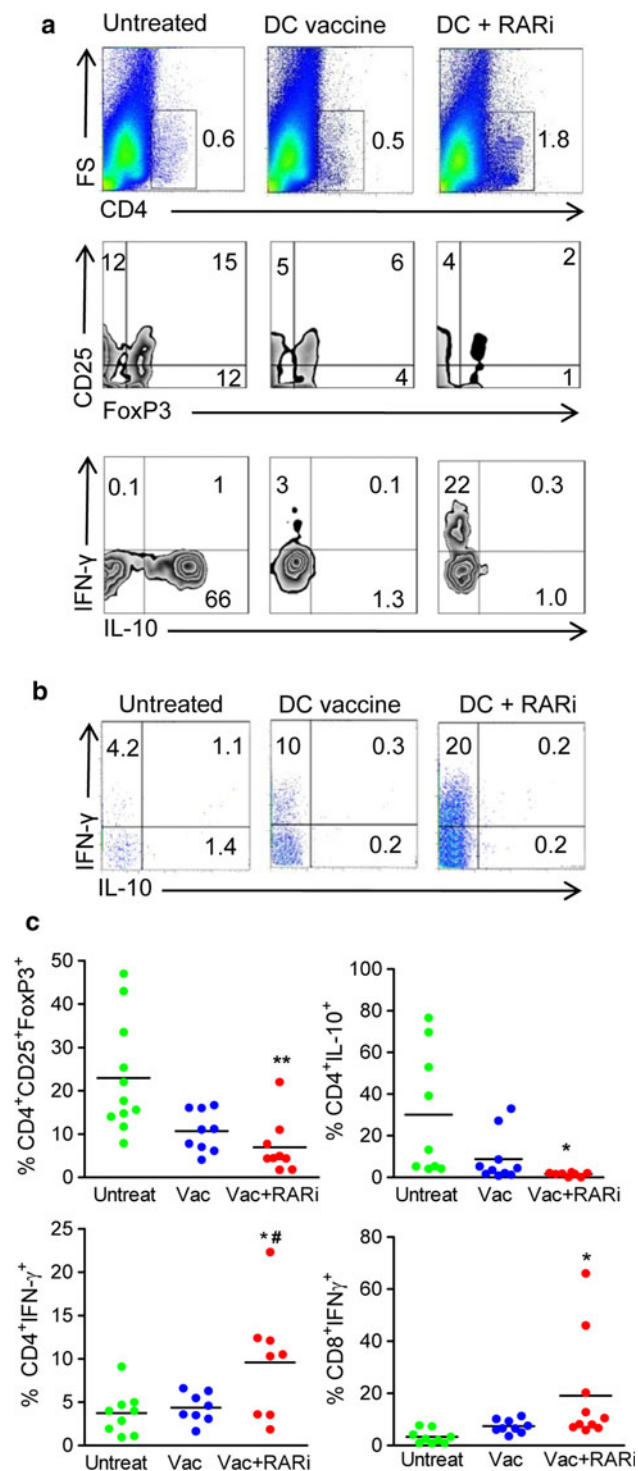 a
Untreated DC vaccine DC + RARi
0.6 0.5 1.8
FS
CD4
12 15 5 6 4 2
12 4 1
CD25
FoxP3
0.1 1 3 0.1 22 0.3
66 1.3 1.0
IFN-γ
IL-10
b
Untreated DC vaccine DC + RARi
4.2 1.1 10 0.3 20 0.2
1.4 0.2 0.2
IFN-γ
IL-10
c
% CD4⁺CD25⁺FoxP3⁺
50
40
30
20
10
0
**
Untreat Vac Vac+RARi
% CD4⁺IL-10⁺
100
80
60
40
20
0
*
Untreat Vac Vac+RARi
% CD4⁺IFN-γ⁺
25
20
15
10
5
0
*#
Untreat Vac Vac+RARi
% CD8⁺IFNγ⁺
80
60
40
20
0
*
Untreat Vac Vac+RARi